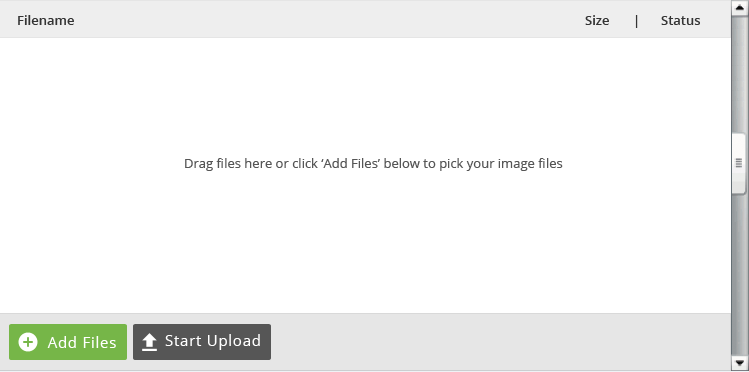 Filename Size | Status
Drag files here or click ‘Add Files’ below to pick your image files
Add Files Start Upload